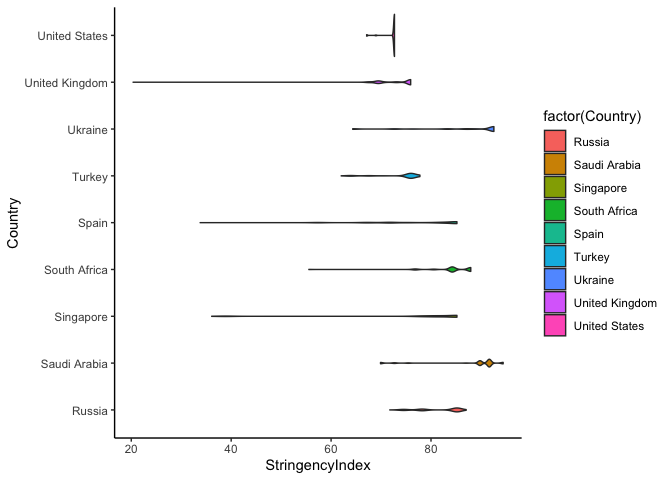 United States
United Kingdom
Ukraine
Turkey
Spain
South Africa
Singapore
Saudi Arabia
Russia
Country
20 40 60 80
StringencyIndex
factor(Country)
Russia
Saudi Arabia
Singapore
South Africa
Spain
Turkey
Ukraine
United Kingdom
United States